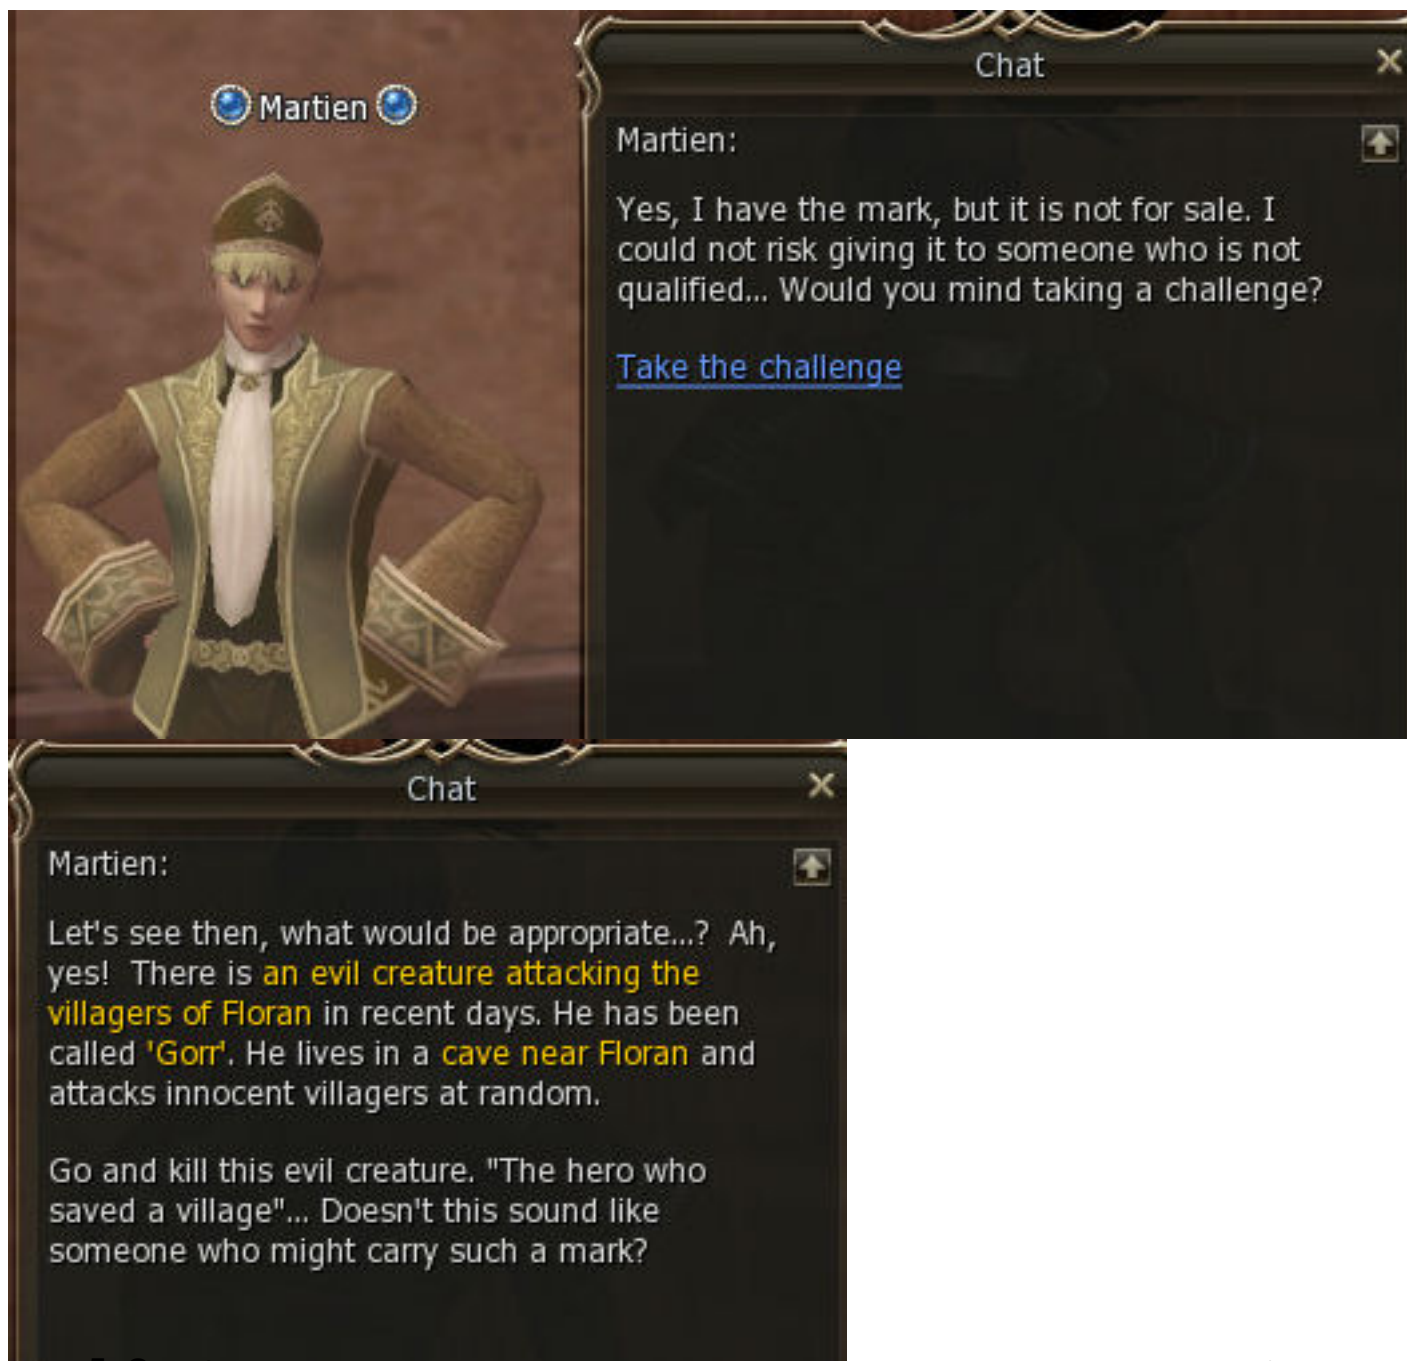 Martien
Chat
Martien:
Yes, I have the mark, but it is not for sale. I
could not risk giving it to someone who is not
qualified... Would you mind taking a challenge?
Take the challenge
Chat
Martien:
Let's see then, what would be appropriate...?  Ah,
yes!  There is an evil creature attacking the
villagers of Floran in recent days. He has been
called 'Gorr'. He lives in a cave near Floran and
attacks innocent villagers at random.
Go and kill this evil creature. "The hero who
saved a village"... Doesn't this sound like
someone who might carry such a mark?